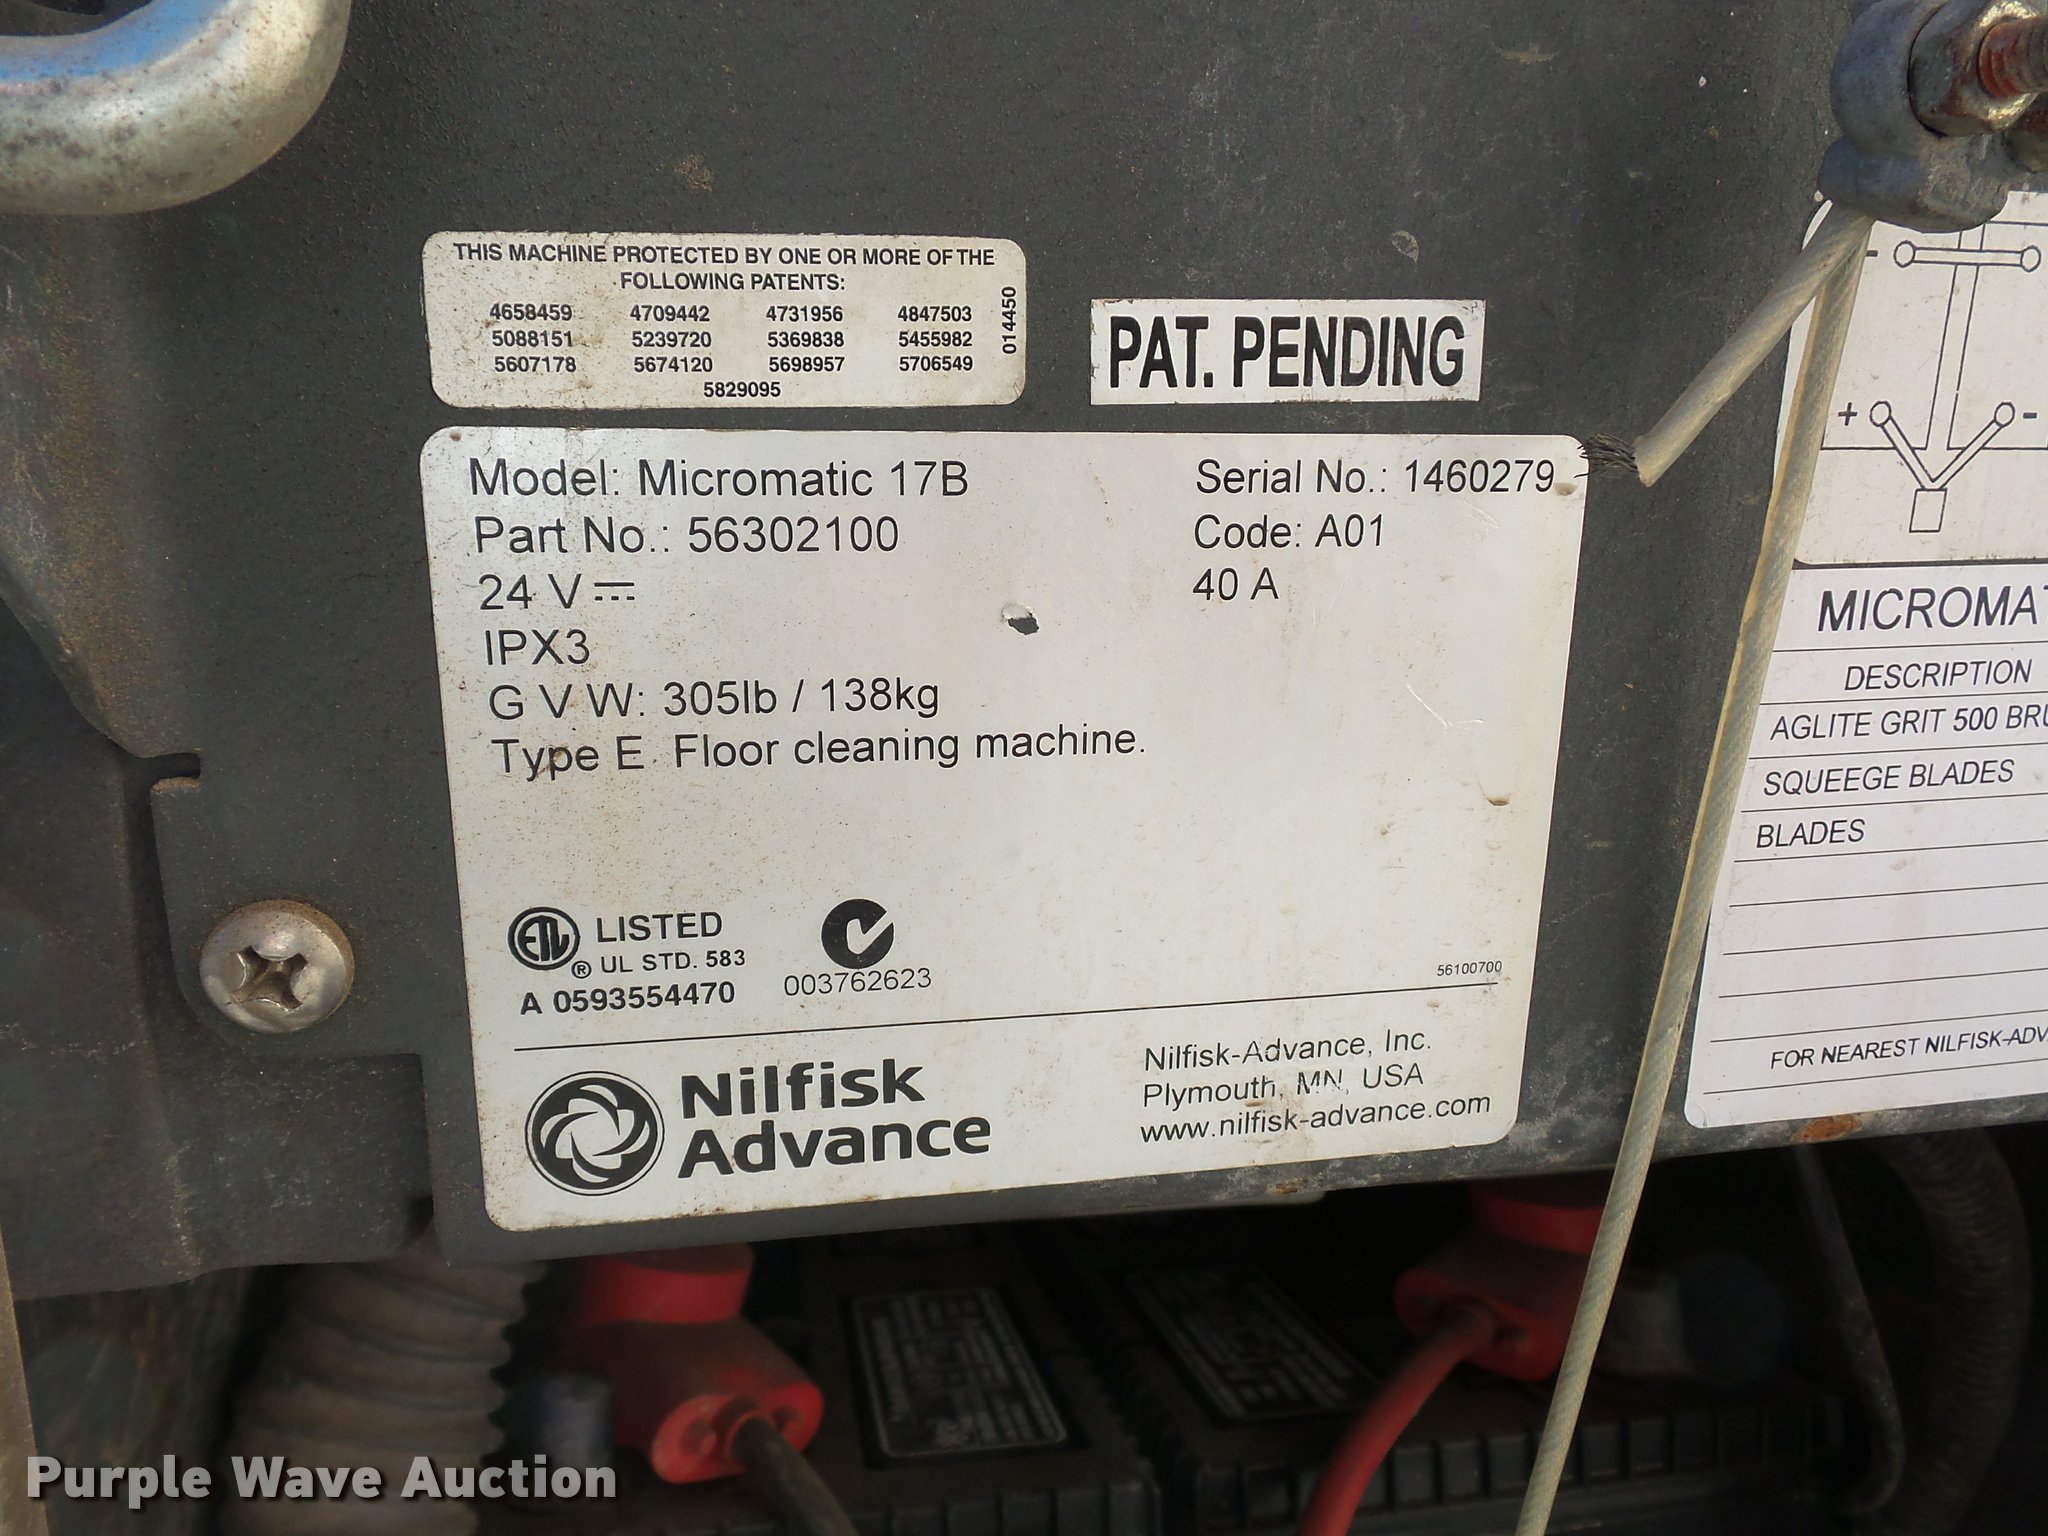 THIS MACHINE PROTECTED BY ONE OR MORE OF THE
FOLLOWING PATENTS:
4658459 4709442 4731956 4847503
5088151 5239720 5369838 5455982
5607178 5674120 5698957 5706549
5829095
014450
PAT. PENDING
Model: Micromatic 17B Serial No.: 1460279
Part No.: 56302100 Code: A01
24 V 40 A
IPX3
G V W: 305lb / 138kg
Type E Floor cleaning machine.
ETL LISTED
® UL STD. 583
A 0593554470
003762623
56100700
Nilfisk
Advance
Nilfisk-Advance, Inc.
Plymouth, MN, USA
www.nilfisk-advance.com
-
+ -
MICROMAT
DESCRIPTION
AGLITE GRIT 500 BRU
SQUEEGE BLADES
BLADES
FOR NEAREST NILFISK-ADVA
Purple Wave Auction